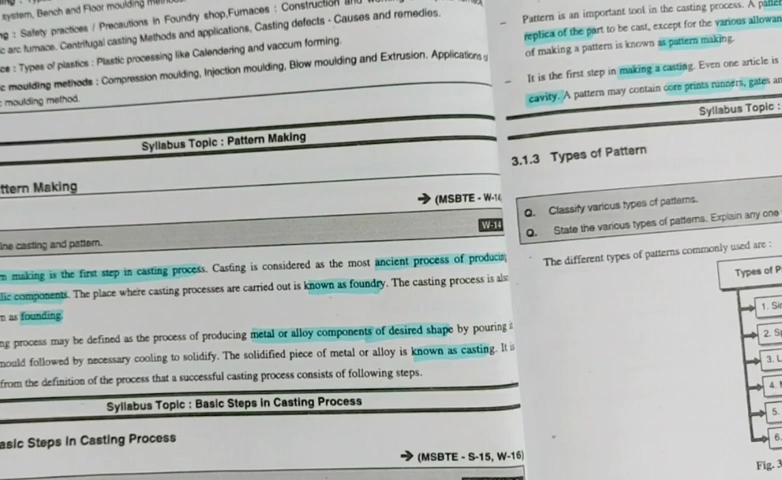 system, Bench and Floor moulding
: Safety practices / Precautions in Foundry shop,Furnaces : Construction and
arc furnace. Centrifugal casting Methods and applications, Casting defects - Causes and remedies.
: Types of plastics : Plastic processing like Calendering and vaccum forming.
moulding methods : Compression moulding, Injection moulding, Blow moulding and Extrusion. Applications
moulding method.
Syllabus Topic : Pattern Making
ttern Making
→ (MSBTE - W-14
W-14
ine casting and pattern.
making is the first step in casting process. Casting is considered as the most ancient process of producing
lic components. The place where casting processes are carried out is known as foundry. The casting process is als
as founding.
ng process may be defined as the process of producing metal or alloy components of desired shape by pouring
mould followed by necessary cooling to solidify. The solidified piece of metal or alloy is known as casting. It is
from the definition of the process that a successful casting process consists of following steps.
Syllabus Topic : Basic Steps in Casting Process
asic Steps in Casting Process
→ (MSBTE - S-15, W-16)
– Pattern is an important tool in the casting process. A
replica of the part to be cast, except for the various allowan
of making a pattern is known as pattern making.
– It is the first step in making a casting. Even one article is
cavity. A pattern may contain core prints runners, gates
Syllabus Topic :
3.1.3 Types of Pattern
Q. Classify various types of patterns.
Q. State the various types of patterns. Explain any one
The different types of patterns commonly used are :
Types of P
1. Si
2. Sp
3. L
4.
5.
6.
Fig. 3